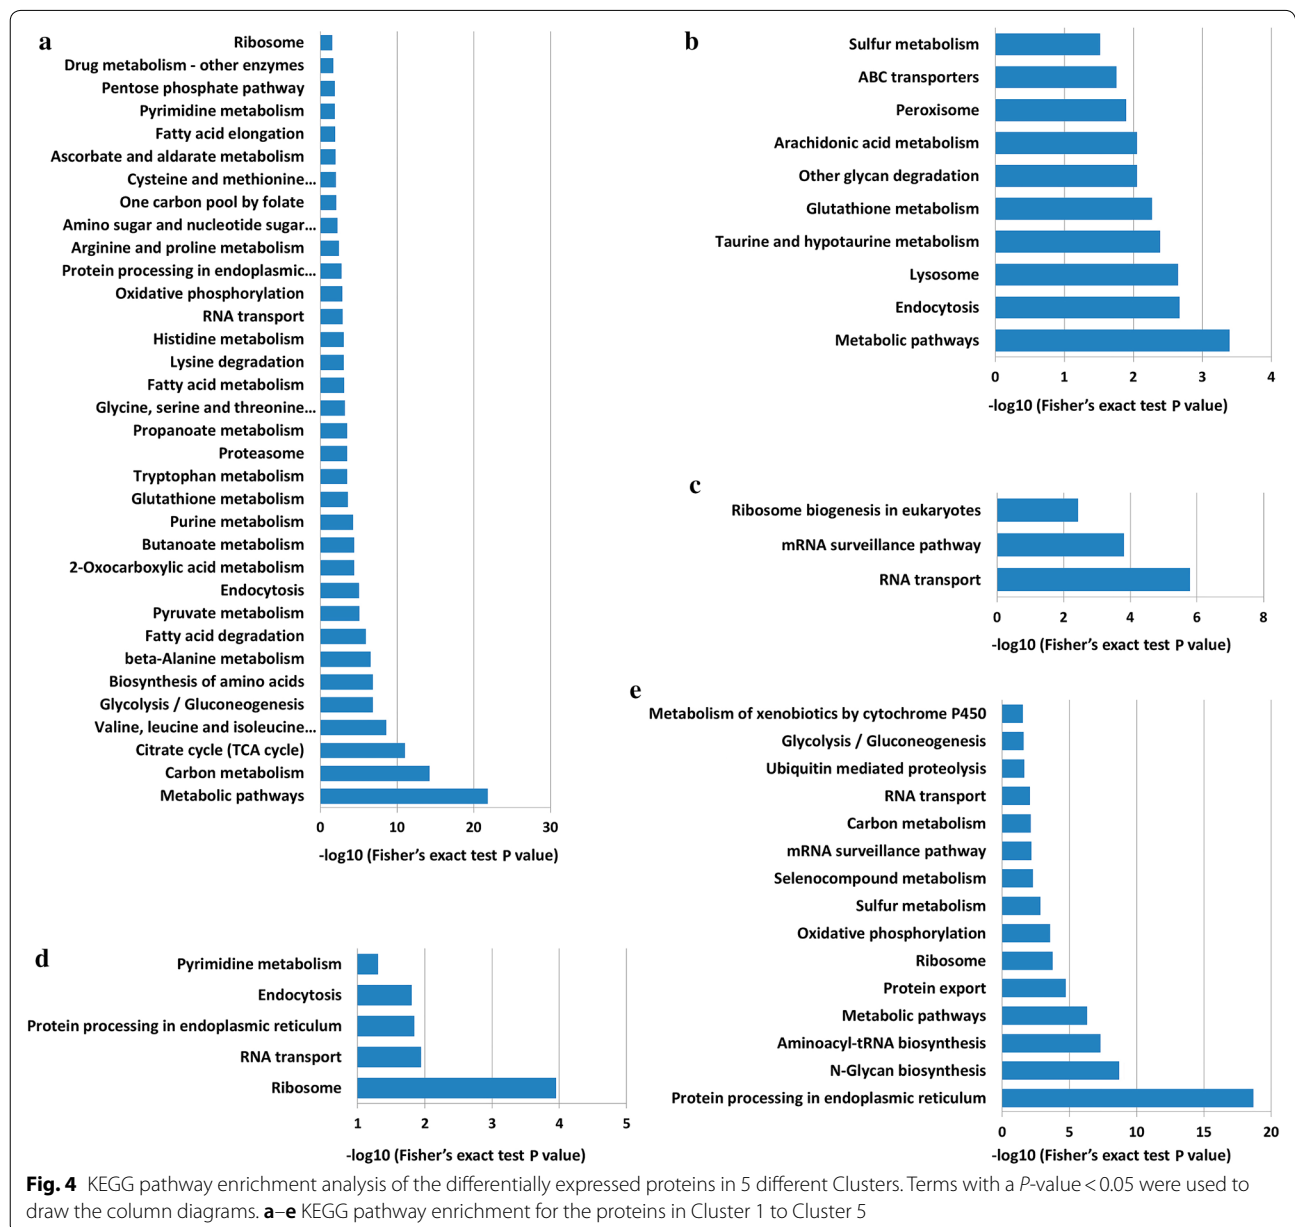 a
Ribosome
Drug metabolism - other enzymes
Pentose phosphate pathway
Pyrimidine metabolism
Fatty acid elongation
Ascorbate and aldarate metabolism
Cysteine and methionine...
One carbon pool by folate
Amino sugar and nucleotide sugar...
Arginine and proline metabolism
Protein processing in endoplasmic...
Oxidative phosphorylation
RNA transport
Histidine metabolism
Lysine degradation
Fatty acid metabolism
Glycine, serine and threonine...
Propanoate metabolism
Proteasome
Tryptophan metabolism
Glutathione metabolism
Purine metabolism
Butanoate metabolism
2-Oxocarboxylic acid metabolism
Endocytosis
Pyruvate metabolism
Fatty acid degradation
beta-Alanine metabolism
Biosynthesis of amino acids
Glycolysis / Gluconeogenesis
Valine, leucine and isoleucine...
Citrate cycle (TCA cycle)
Carbon metabolism
Metabolic pathways
0 10 20 30
-log10 (Fisher's exact test P value)
b
Sulfur metabolism
ABC transporters
Peroxisome
Arachidonic acid metabolism
Other glycan degradation
Glutathione metabolism
Taurine and hypotaurine metabolism
Lysosome
Endocytosis
Metabolic pathways
0 1 2 3 4
-log10 (Fisher's exact test P value)
c
Ribosome biogenesis in eukaryotes
mRNA surveillance pathway
RNA transport
0 2 4 6 8
-log10 (Fisher's exact test P value)
d
Pyrimidine metabolism
Endocytosis
Protein processing in endoplasmic reticulum
RNA transport
Ribosome
1 2 3 4 5
-log10 (Fisher's exact test P value)
e
Metabolism of xenobiotics by cytochrome P450
Glycolysis / Gluconeogenesis
Ubiquitin mediated proteolysis
RNA transport
Carbon metabolism
mRNA surveillance pathway
Selenocompound metabolism
Sulfur metabolism
Oxidative phosphorylation
Ribosome
Protein export
Metabolic pathways
Aminoacyl-tRNA biosynthesis
N-Glycan biosynthesis
Protein processing in endoplasmic reticulum
0 5 10 15 20
-log10 (Fisher's exact test P value)
Fig. 4 KEGG pathway enrichment analysis of the differentially expressed proteins in 5 different Clusters. Terms with a P-value < 0.05 were used to
draw the column diagrams. a–e KEGG pathway enrichment for the proteins in Cluster 1 to Cluster 5